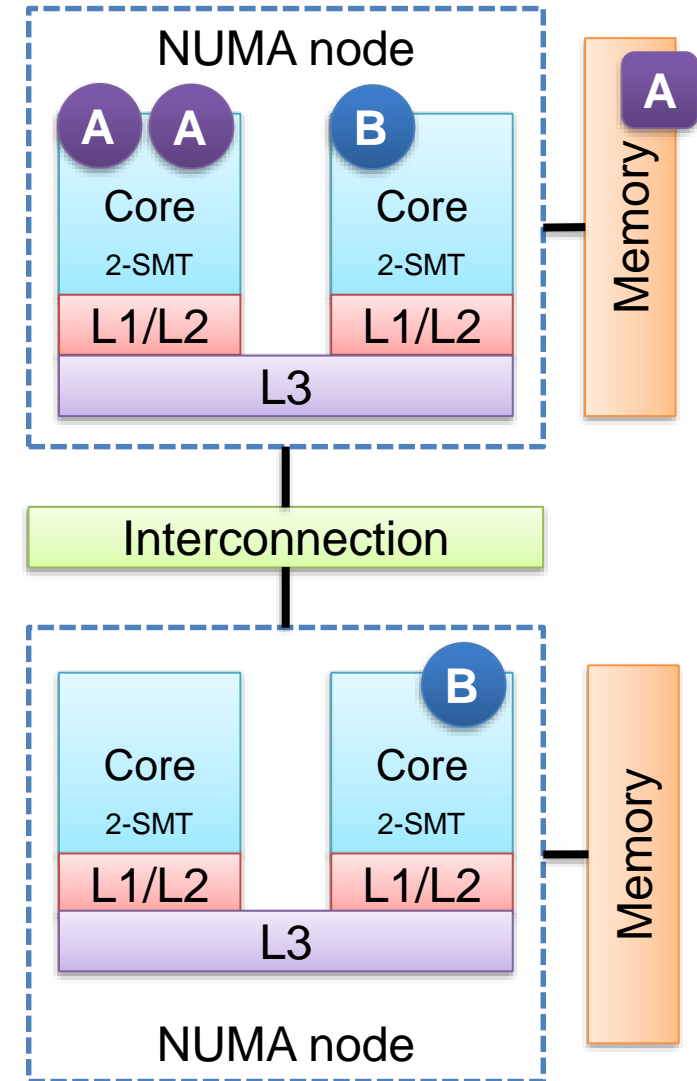 NUMA node
A A B
A
Core Core
2-SMT 2-SMT
Memory
L1/L2 L1/L2
L3
Interconnection
B
Core Core
2-SMT 2-SMT
Memory
L1/L2 L1/L2
L3
NUMA node